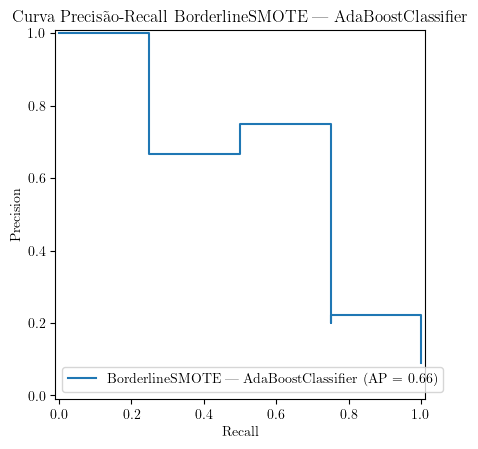 Curva Precisão-Recall BorderlineSMOTE — AdaBoostClassifier
1.0
0.8
0.6
0.4
0.2
0.0
Precision
BorderlineSMOTE — AdaBoostClassifier (AP = 0.66)
0.0 0.2 0.4 0.6 0.8 1.0
Recall